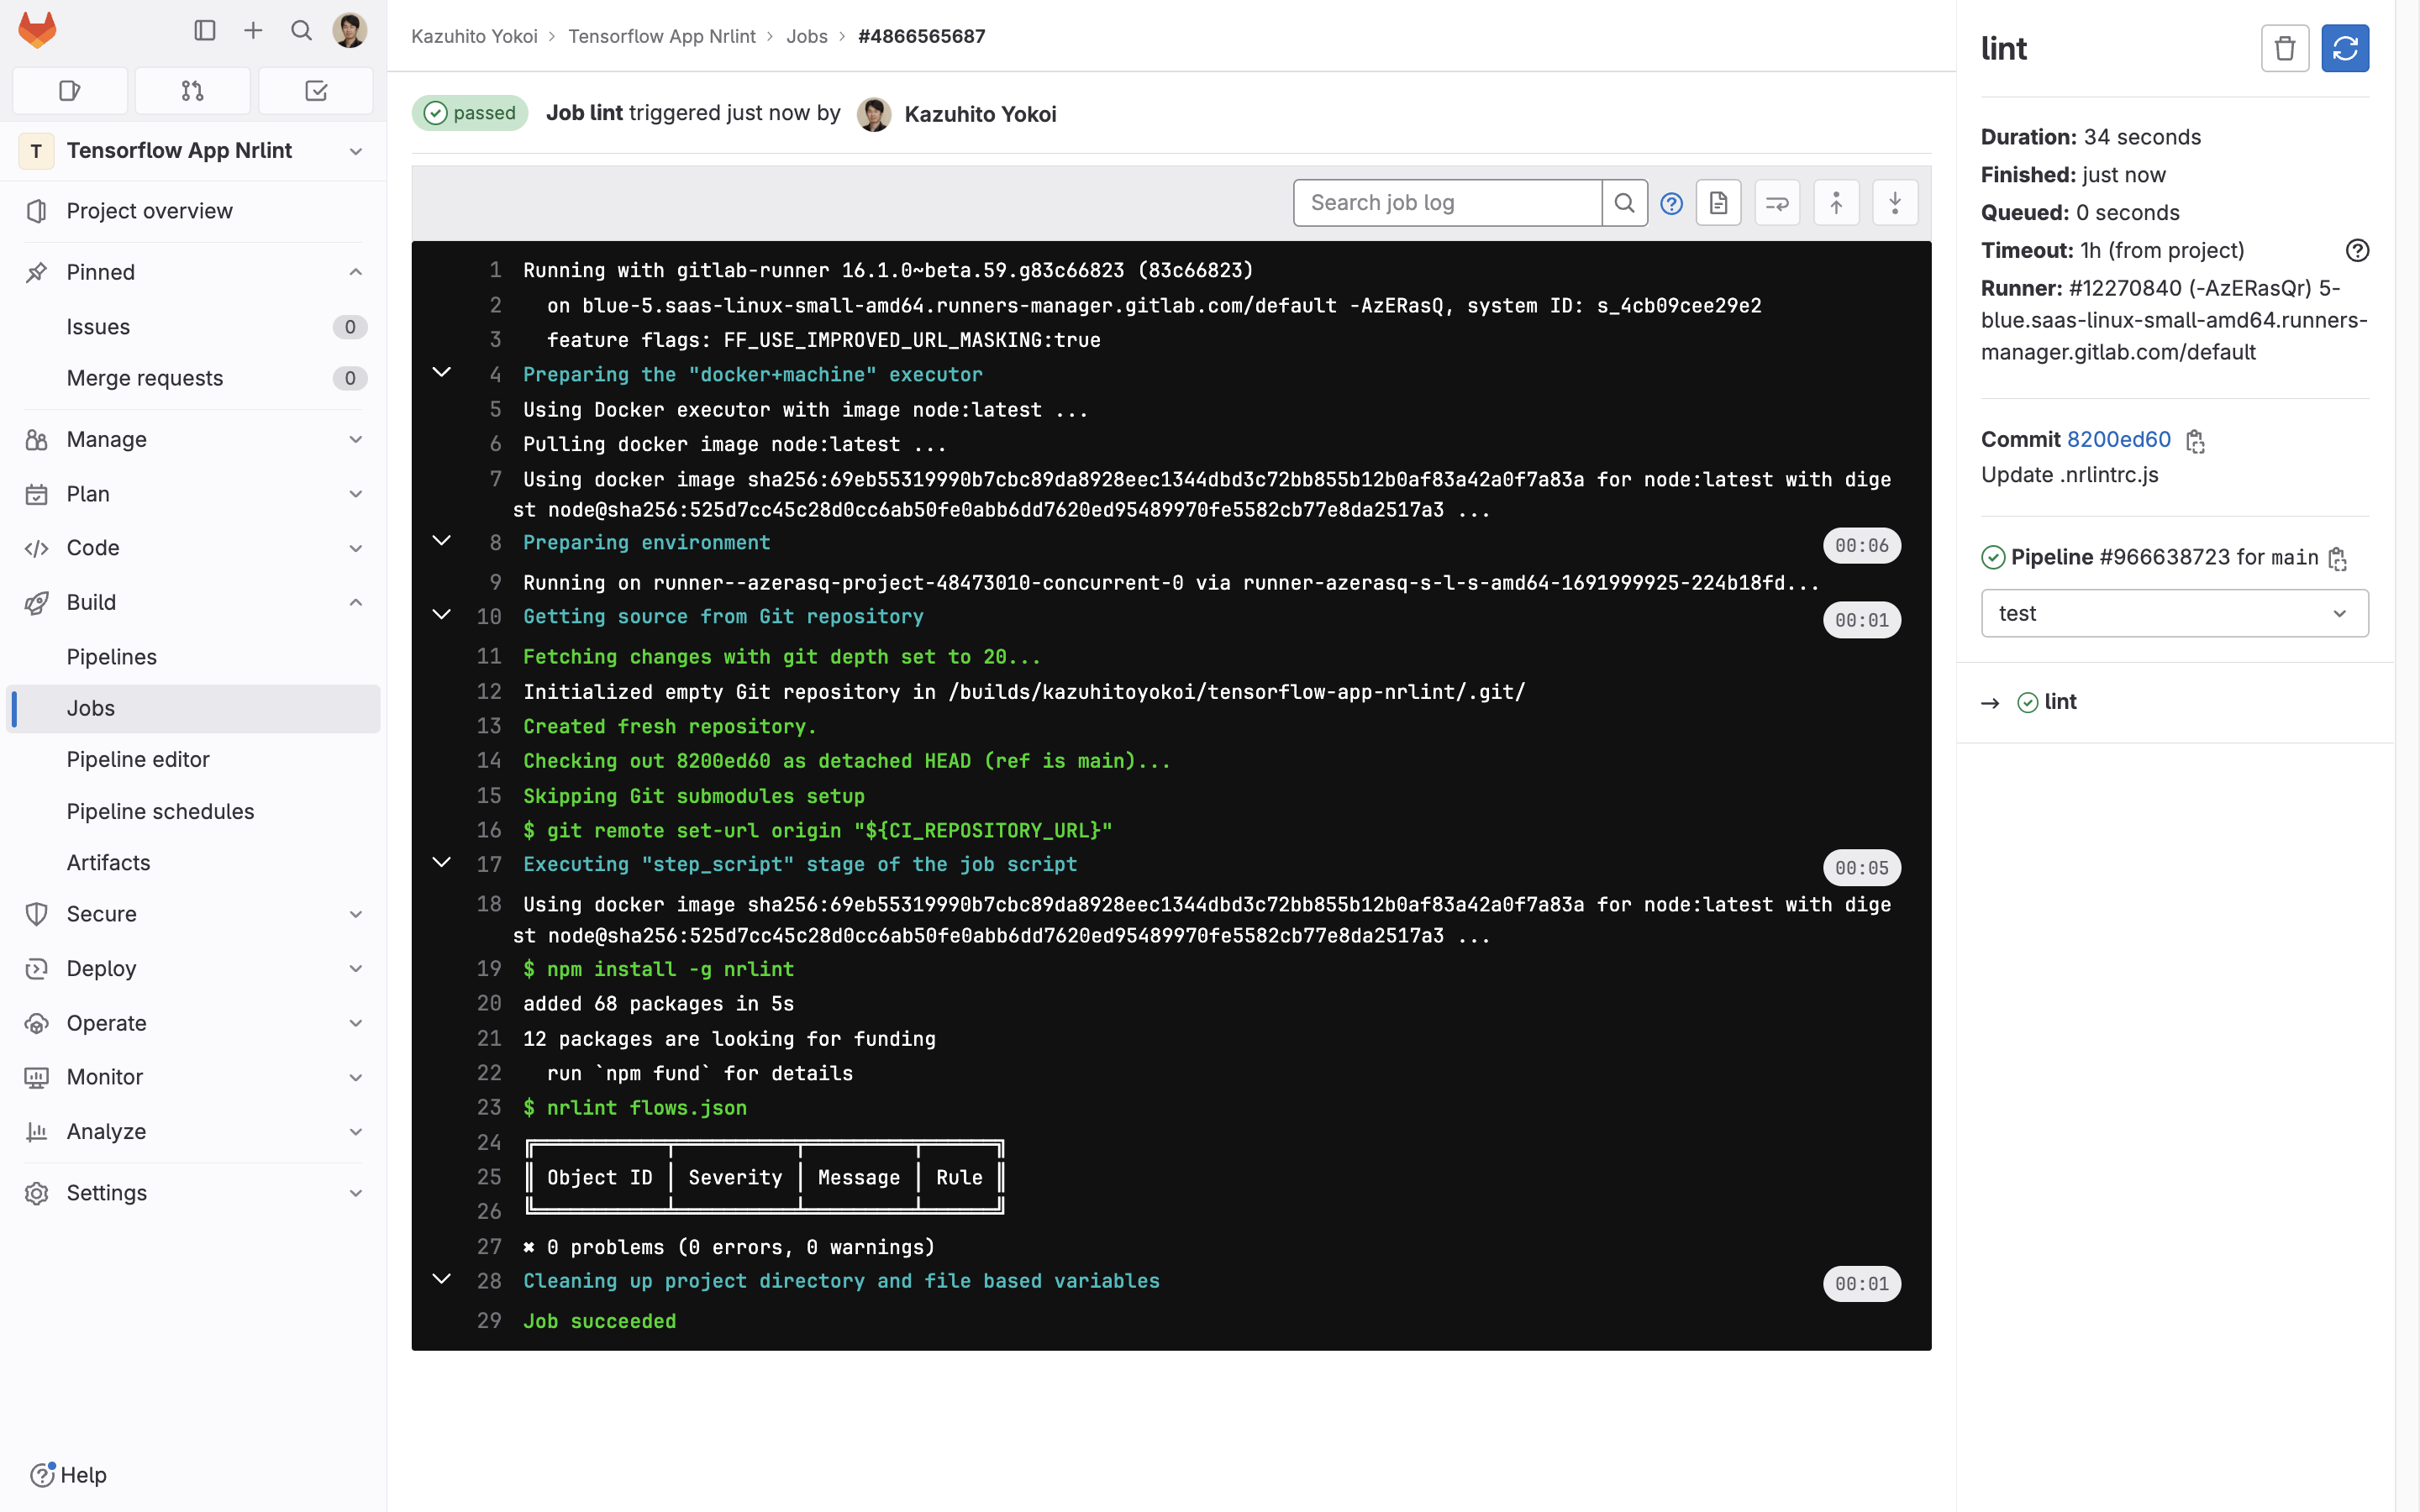 T Tensorflow App Nrlint
Project overview
Pinned
Issues 0
Merge requests 0
Manage
Plan
Code
Build
Pipelines
Jobs
Pipeline editor
Pipeline schedules
Artifacts
Secure
Deploy
Operate
Monitor
Analyze
Settings
Help
Kazuhito Yokoi > Tensorflow App Nrlint > Jobs > #4866565687
passed Job lint triggered just now by Kazuhito Yokoi
Search job log
1 Running with gitlab-runner 16.1.0~beta.59.g83c66823 (83c66823)
2 on blue-5.saas-linux-small-amd64.runners-manager.gitlab.com/default -AzERasQ, system ID: s_4cb09cee29e2
3 feature flags: FF_USE_IMPROVED_URL_MASKING:true
4 Preparing the "docker+machine" executor
5 Using Docker executor with image node:latest ...
6 Pulling docker image node:latest ...
7 Using docker image sha256:69eb55319990b7cbc89da8928eec1344dbd3c72bb855b12b0af83a42a0f7a83a for node:latest with dige
st node@sha256:525d7cc45c28d0cc6ab50fe0abb6dd7620ed95489970fe5582cb77e8da2517a3 ...
8 Preparing environment 00:06
9 Running on runner--azerasq-project-48473010-concurrent-0 via runner-azerasq-s-l-s-amd64-1691999925-224b18fd...
10 Getting source from Git repository 00:01
11 Fetching changes with git depth set to 20...
12 Initialized empty Git repository in /builds/kazuhitoyokoi/tensorflow-app-nrlint/.git/
13 Created fresh repository.
14 Checking out 8200ed60 as detached HEAD (ref is main)...
15 Skipping Git submodules setup
16 $ git remote set-url origin "${CI_REPOSITORY_URL}"
17 Executing "step_script" stage of the job script 00:05
18 Using docker image sha256:69eb55319990b7cbc89da8928eec1344dbd3c72bb855b12b0af83a42a0f7a83a for node:latest with dige
st node@sha256:525d7cc45c28d0cc6ab50fe0abb6dd7620ed95489970fe5582cb77e8da2517a3 ...
19 $ npm install -g nrlint
20 added 68 packages in 5s
21 12 packages are looking for funding
22 run `npm fund` for details
23 $ nrlint flows.json
24
25 Object ID Severity Message Rule
26
27 ✖ 0 problems (0 errors, 0 warnings)
28 Cleaning up project directory and file based variables 00:01
29 Job succeeded
lint
Duration: 34 seconds
Finished: just now
Queued: 0 seconds
Timeout: 1h (from project)
Runner: #12270840 (-AzERasQr) 5-
blue.saas-linux-small-amd64.runners-
manager.gitlab.com/default
Commit 8200ed60
Update .nrlintrc.js
Pipeline #966638723 for main
test
→ lint